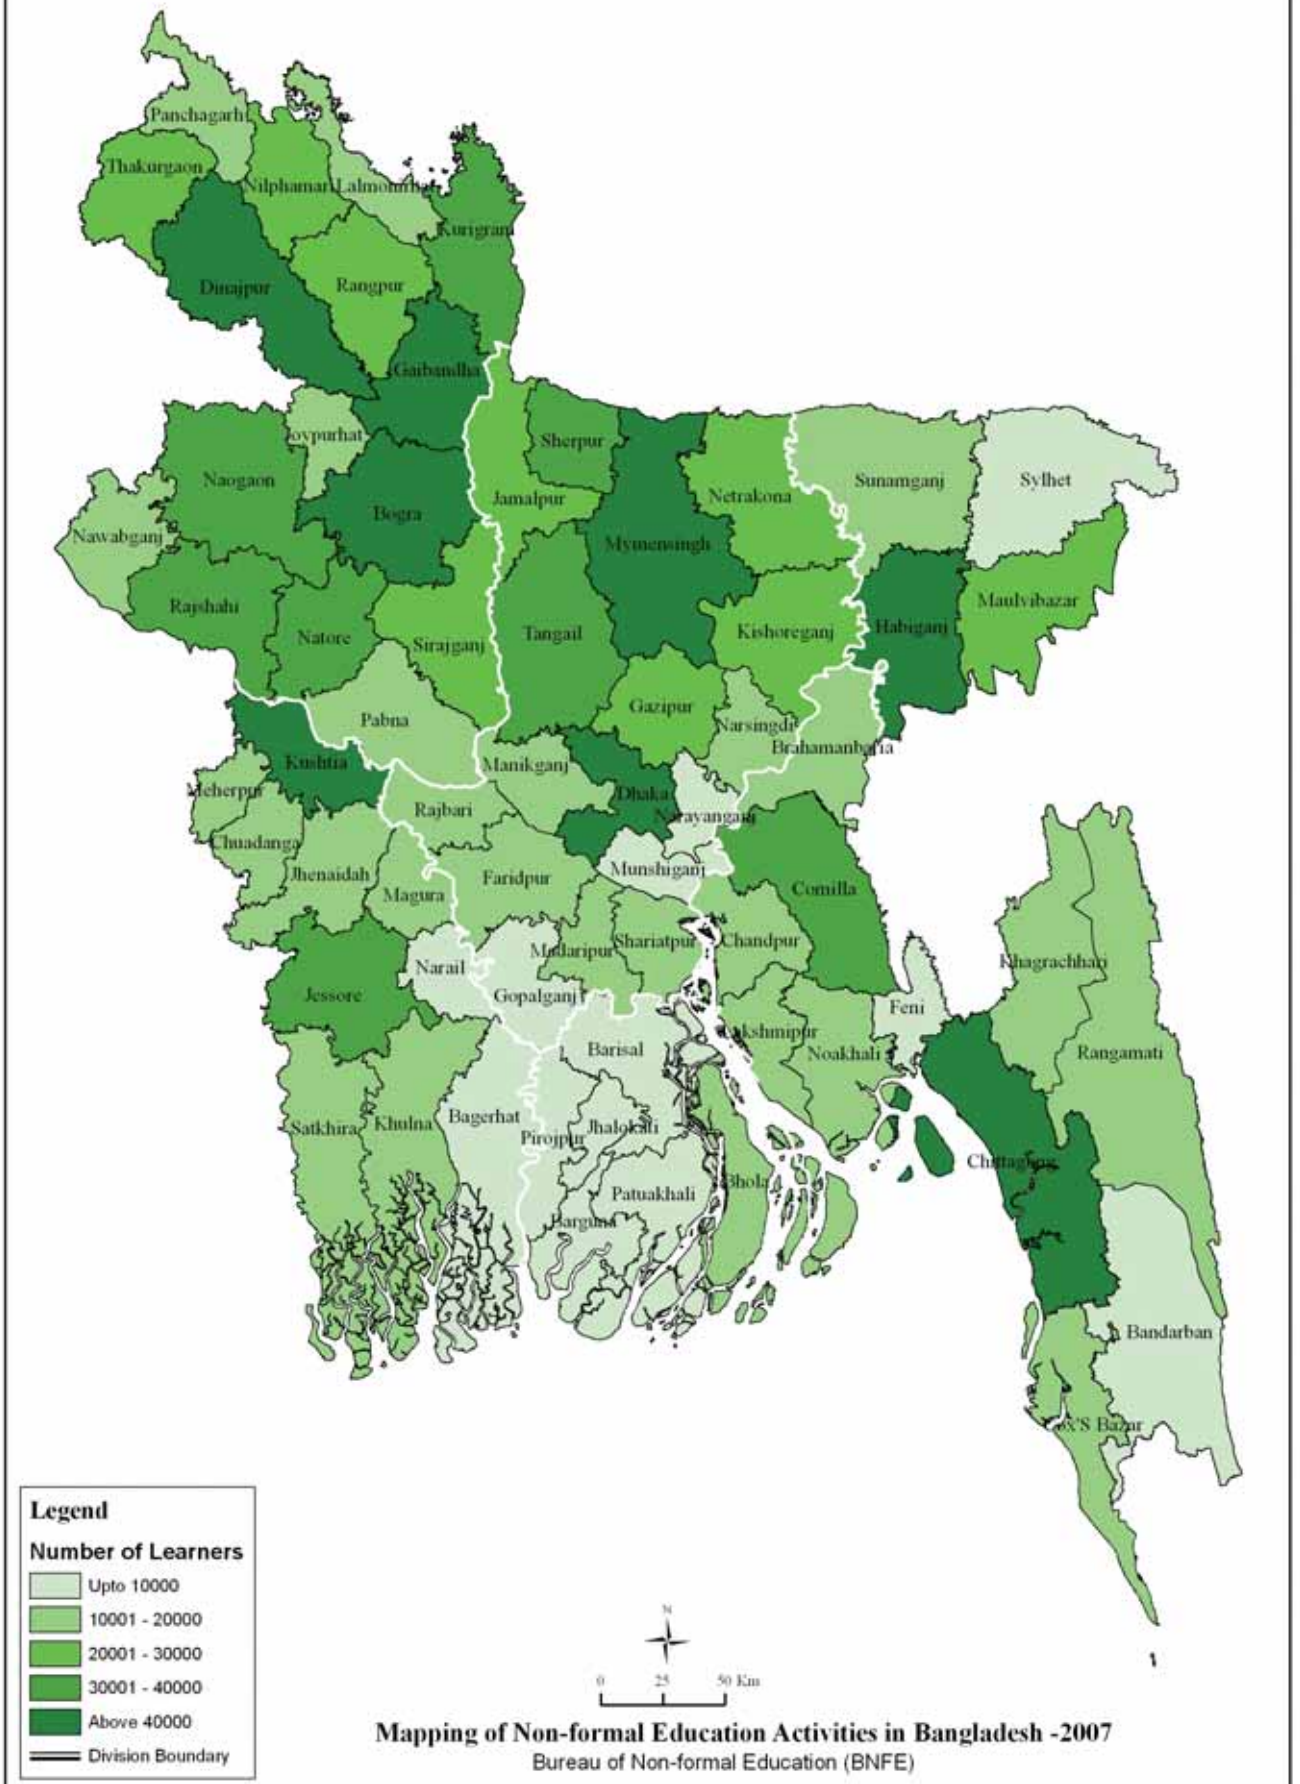 Panchagarh
Thakurgaon
Nilphamari
Lalmonirhat
Kurigram
Dinajpur
Rangpur
Gaibandha
Joypurhat
Sherpur
Naogaon
Jamalpur
Netrakona
Sunamganj
Sylhet
Bogra
Nawabganj
Mymensingh
Rajshahi
Natore
Sirajganj
Tangail
Kishoreganj
Habiganj
Maulvibazar
Pabna
Gazipur
Narsingdi
Brahamanbaria
Kushtia
Manikganj
Meherpur
Dhaka
Rajbari
Narayanganj
Chuadanga
Jhenaidah
Magura
Faridpur
Munshiganj
Comilla
Narail
Madaripur
Shariatpur
Chandpur
Khagrachhari
Jessore
Gopalganj
Feni
Barisal
Lakshmipur
Noakhali
Rangamati
Satkhira
Khulna
Bagerhat
Pirojpur
Jhalokati
Patuakhali
Bhola
Chittagong
Barguna
Bandarban
Cox'S Bazar
Legend
Number of Learners
Upto 10000
10001 - 20000
20001 - 30000
30001 - 40000
Above 40000
Division Boundary
N
0 25 50 Km
Mapping of Non-formal Education Activities in Bangladesh -2007
Bureau of Non-formal Education (BNFE)